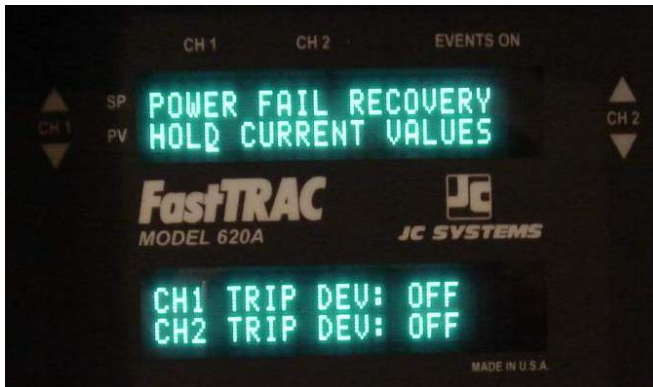 CH 1 CH 2 EVENTS ON
SP POWER FAIL RECOVERY
CH 1 PV HOLD CURRENT VALUES CH 2
FastTRAC JC
MODEL 620A JC SYSTEMS
CH1 TRIP DEV: OFF
CH2 TRIP DEV: OFF
MADE IN U.S.A.